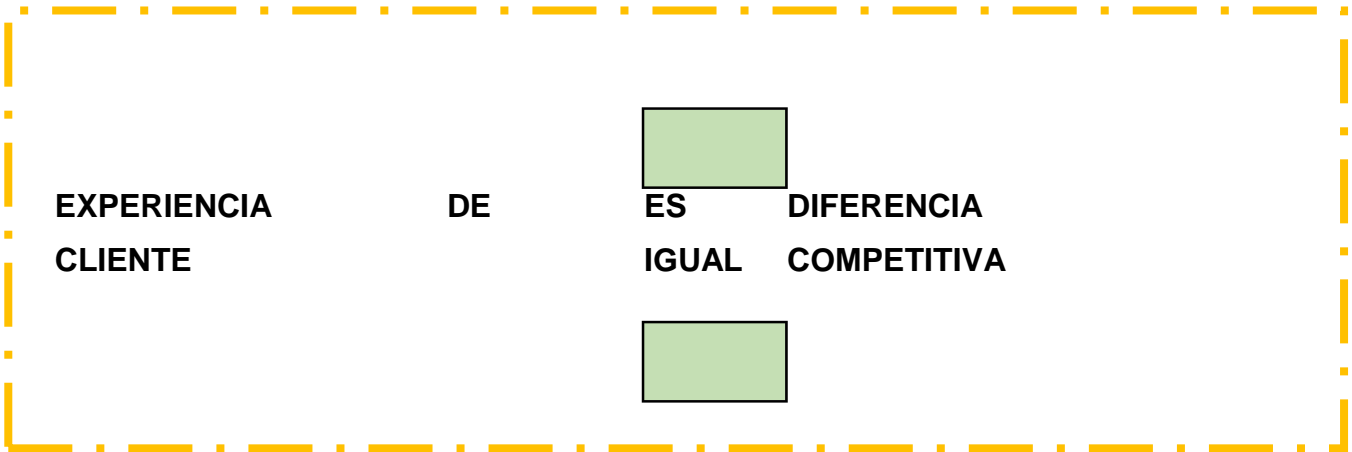 EXPERIENCIA DE ES DIFERENCIA
CLIENTE IGUAL COMPETITIVA